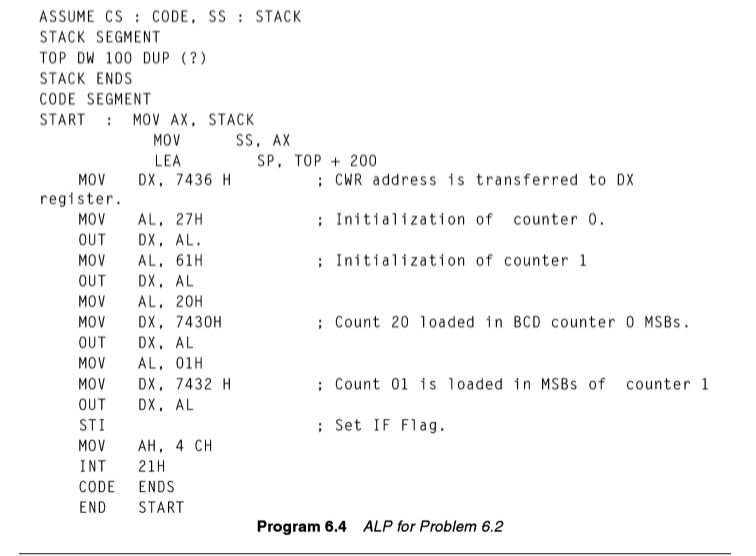 ASSUME CS : CODE, SS : STACK
STACK SEGMENT
TOP DW 100 DUP (?)
STACK ENDS
CODE SEGMENT
START : MOV AX, STACK
MOV SS, AX
LEA SP, TOP + 200
MOV DX, 7436 H ; CWR address is transferred to DX
register.
MOV AL, 27H ; Initialization of counter 0.
OUT DX, AL.
MOV AL, 61H ; Initialization of counter 1
OUT DX, AL
MOV AL, 20H
MOV DX, 7430H ; Count 20 loaded in BCD counter 0 MSBs.
OUT DX, AL
MOV AL, 01H
MOV DX, 7432 H ; Count 01 is loaded in MSBs of counter 1
OUT DX, AL
STI ; Set IF Flag.
MOV AH, 4 CH
INT 21H
CODE ENDS
END START
Program 6.4 ALP for Problem 6.2